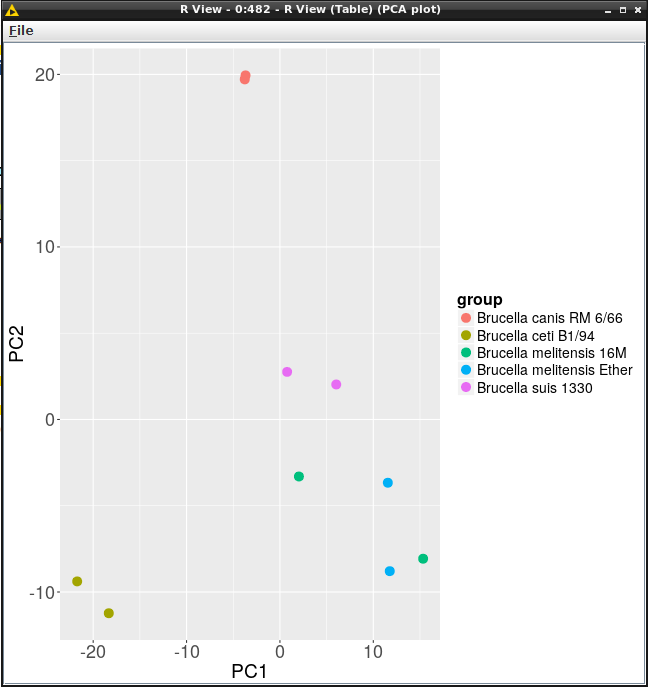 R View - 0:482 - R View (Table) (PCA plot)
File
20
10
0
-10
-20
-10
0
10
PC1
PC2
group
Brucella canis RM 6/66
Brucella ceti B1/94
Brucella melitensis 16M
Brucella melitensis Ether
Brucella suis 1330